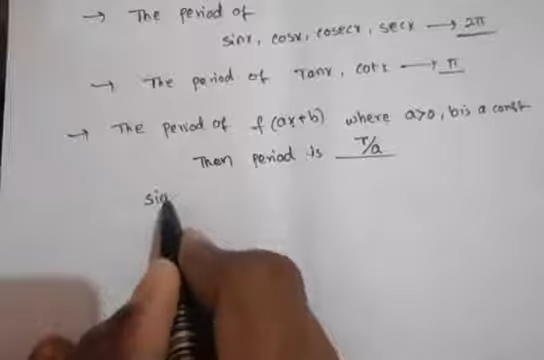 → The period of
sinx, cosx, cosecx, secx → 2π
→ The period of Tanx, cotx → π
→ The period of f(ax+b) where a>0, b is a const
Then period is T/a
sin